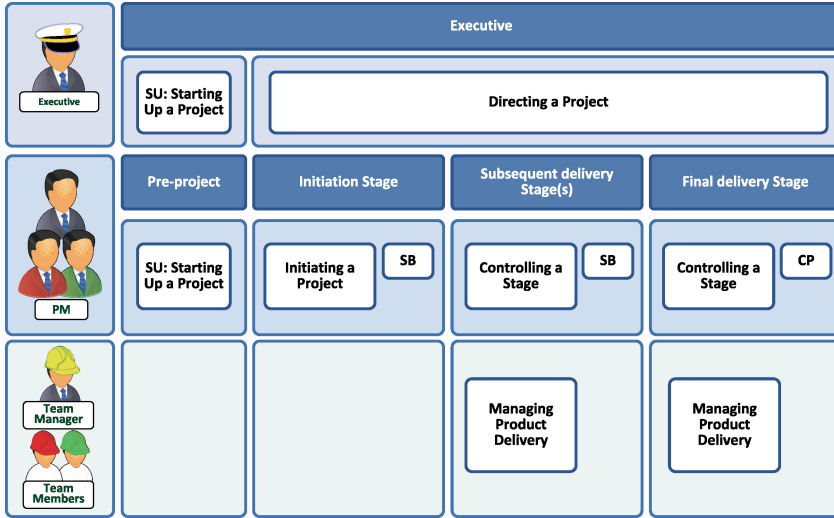 Executive
Executive
SU: Starting
Up a Project
Directing a Project
Pre-project
Initiation Stage
Subsequent delivery
Stage(s)
Final delivery Stage
PM
SU: Starting
Up a Project
Initiating a
Project
SB
Controlling a
Stage
SB
Controlling a
Stage
CP
Team
Manager
Team
Members
Managing
Product
Delivery
Managing
Product
Delivery